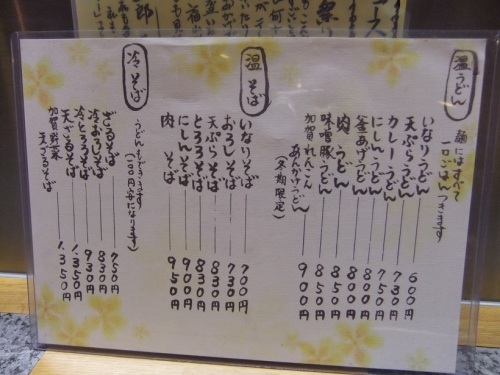 温うどん
麺にはすべて
一口ごはんつきます。
いなりうどん 600円
天ぷらうどん 730円
カレーうどん 750円
にしんうどん 800円
釜あげうどん 800円
肉うどん 850円
味噌豚うどん 850円
加賀れんこん
あんかけうどん 900円
(冬期限定)
温そば
いなりそば 700円
おろしそば 730円
天ぷらそば 830円
とろろそば 830円
にしんそば 900円
肉そば 950円
冷そば
うどんもできます
(100円安になります)
ざるそば 750円
冷おろしそば 830円
冷とろろそば 930円
天ざるそば 1,350円
加賀野菜
天ざるそば 1,350円